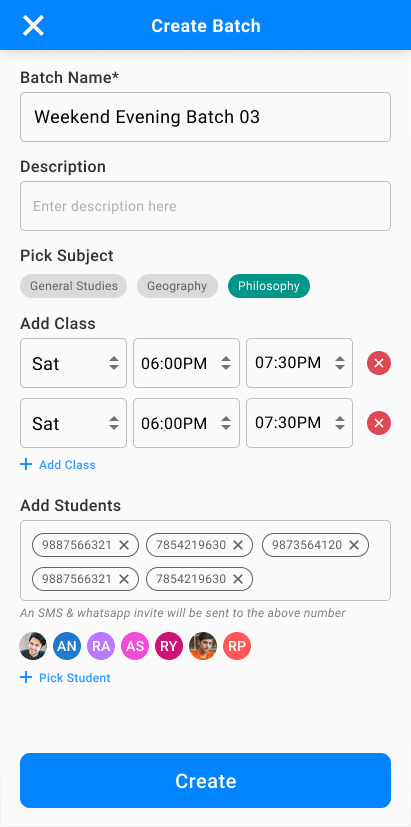 Create Batch
Batch Name*
Weekend Evening Batch 03
Description
Enter description here
Pick Subject
General Studies Geography Philosophy
Add Class
Sat 06:00PM 07:30PM
Sat 06:00PM 07:30PM
+ Add Class
Add Students
9887566321 7854219630 9873564120
9887566321 7854219630
An SMS & whatsapp invite will be sent to the above number
AN RA AS RY RP
+ Pick Student
Create